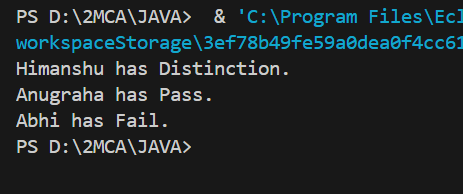 PS D:\2MCA\JAVA>  & 'C:\Program Files\Ecl
workspaceStorage\3ef78b49fe59a0dea0f4cc61
Himanshu has Distinction.
Anugraha has Pass.
Abhi has Fail.
PS D:\2MCA\JAVA>